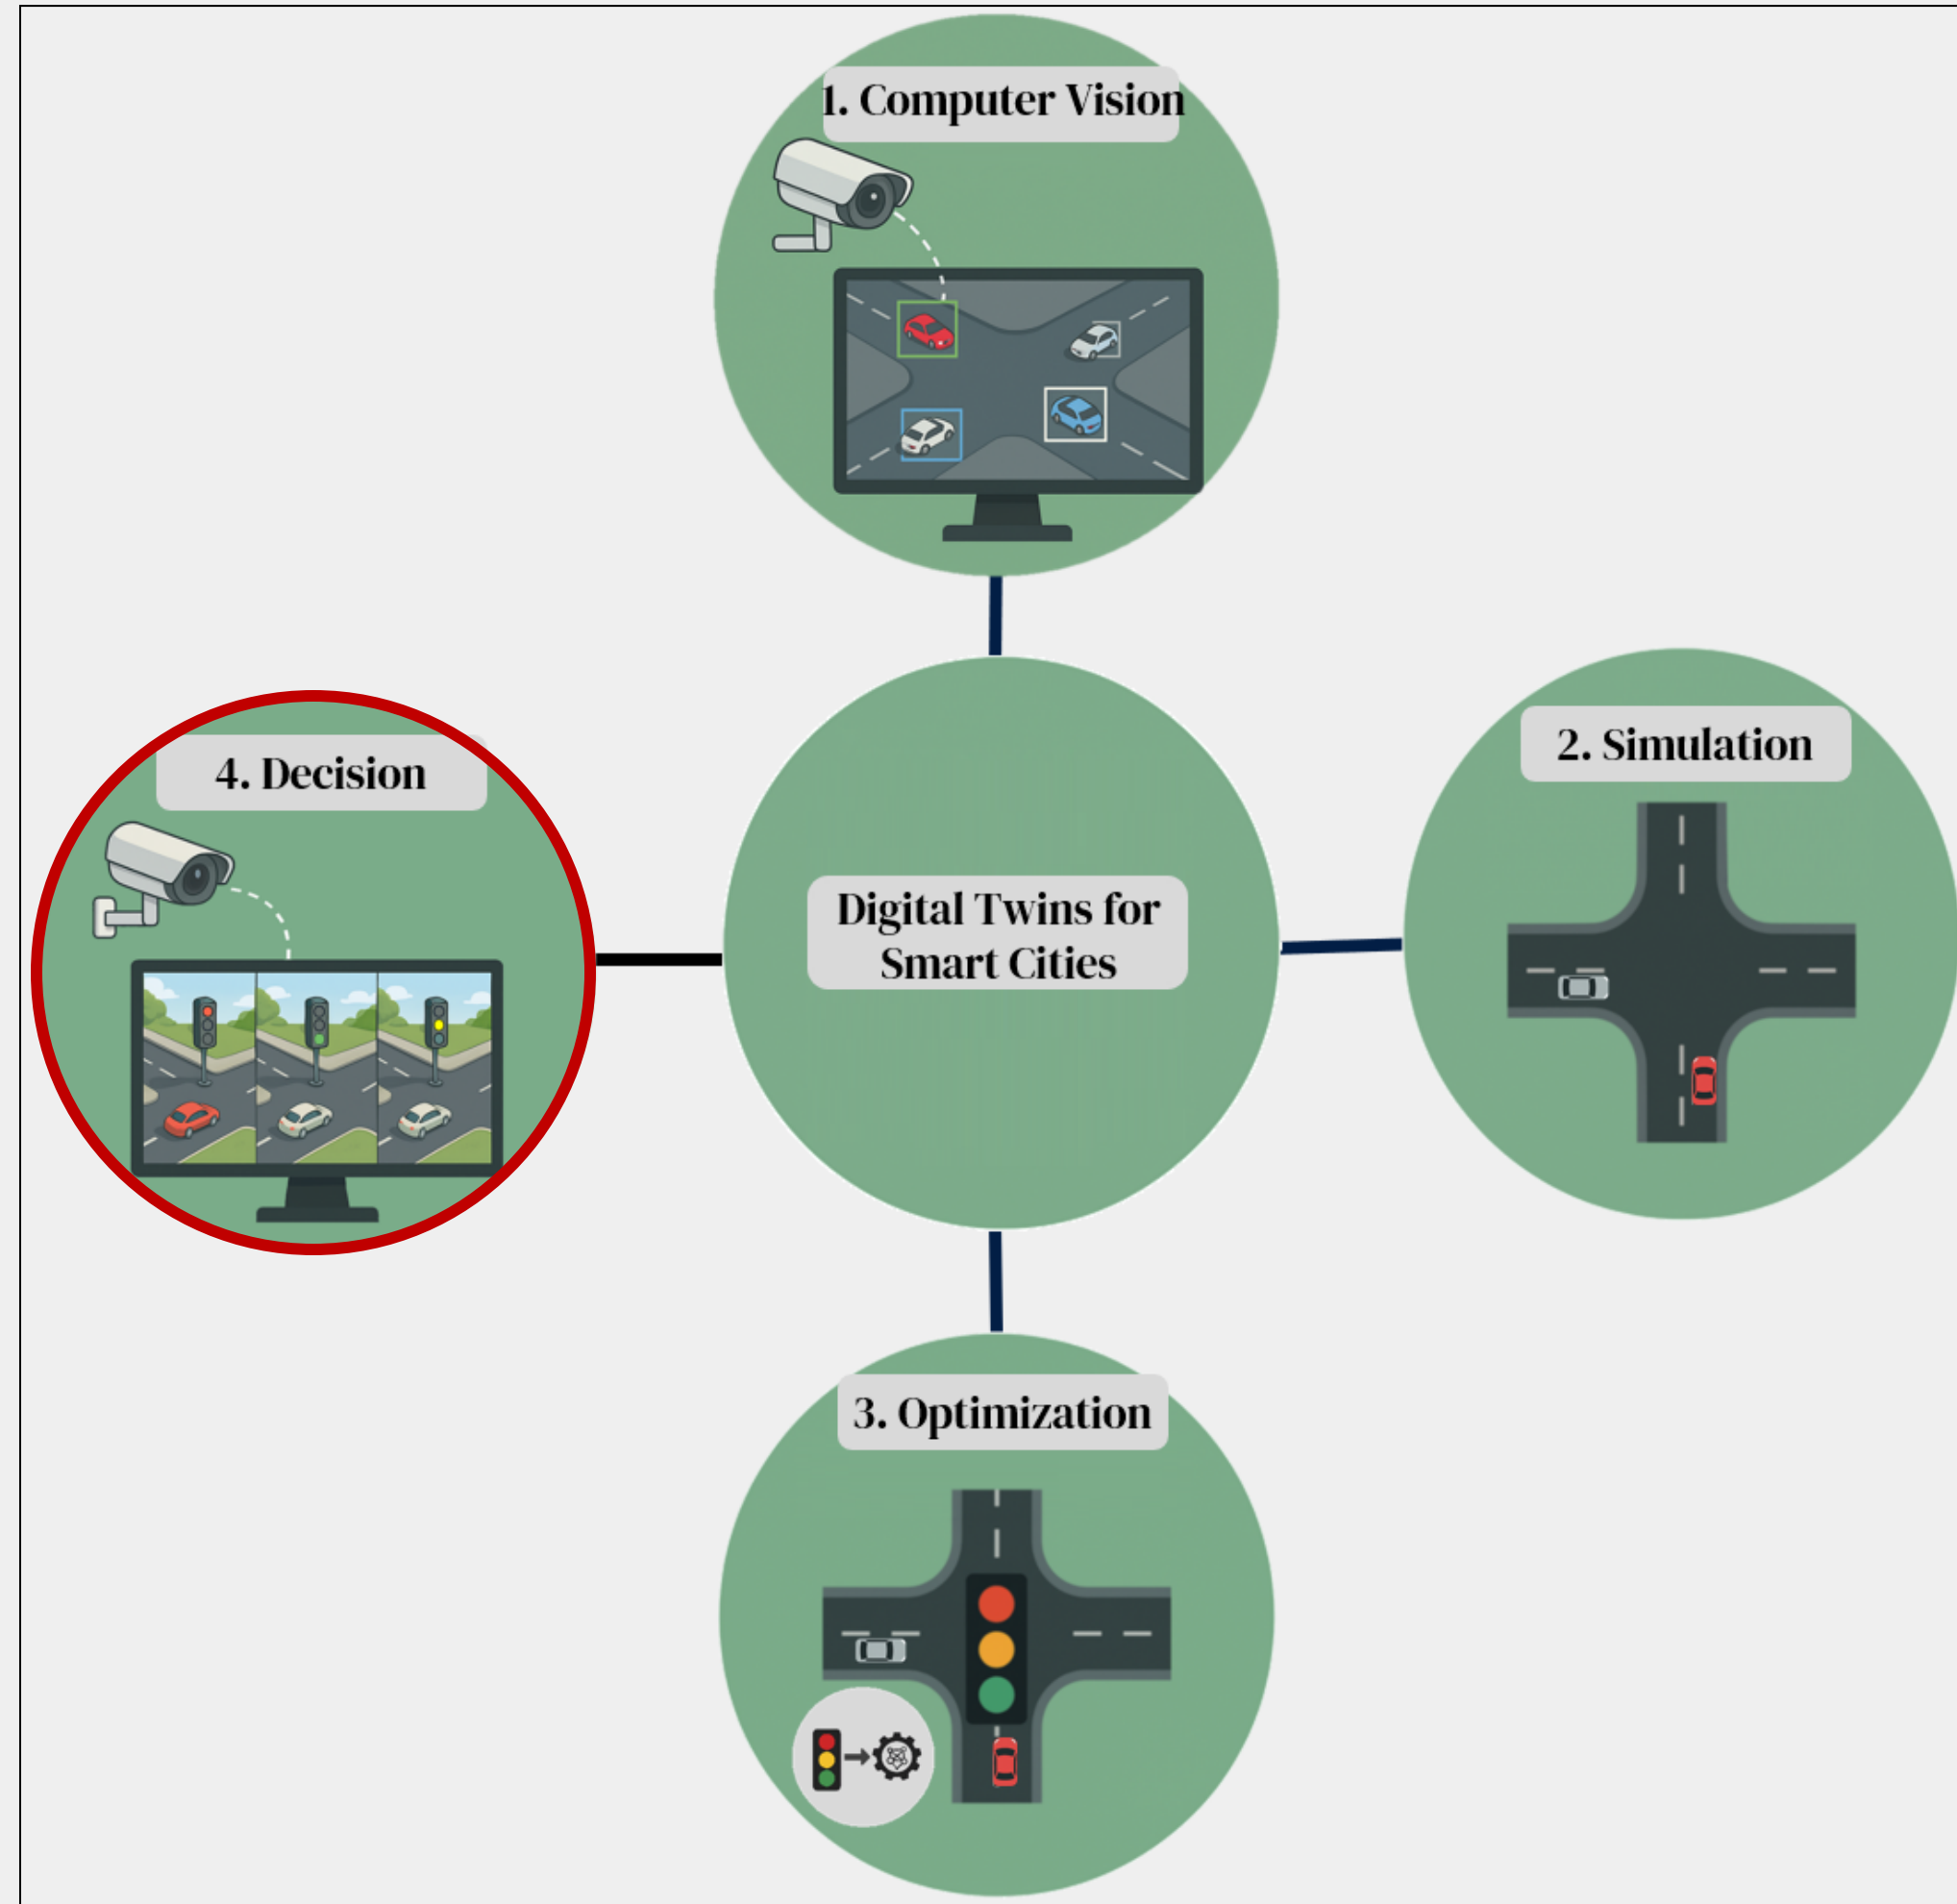 1. Computer Vision
4. Decision
2. Simulation
Digital Twins for
Smart Cities
3. Optimization